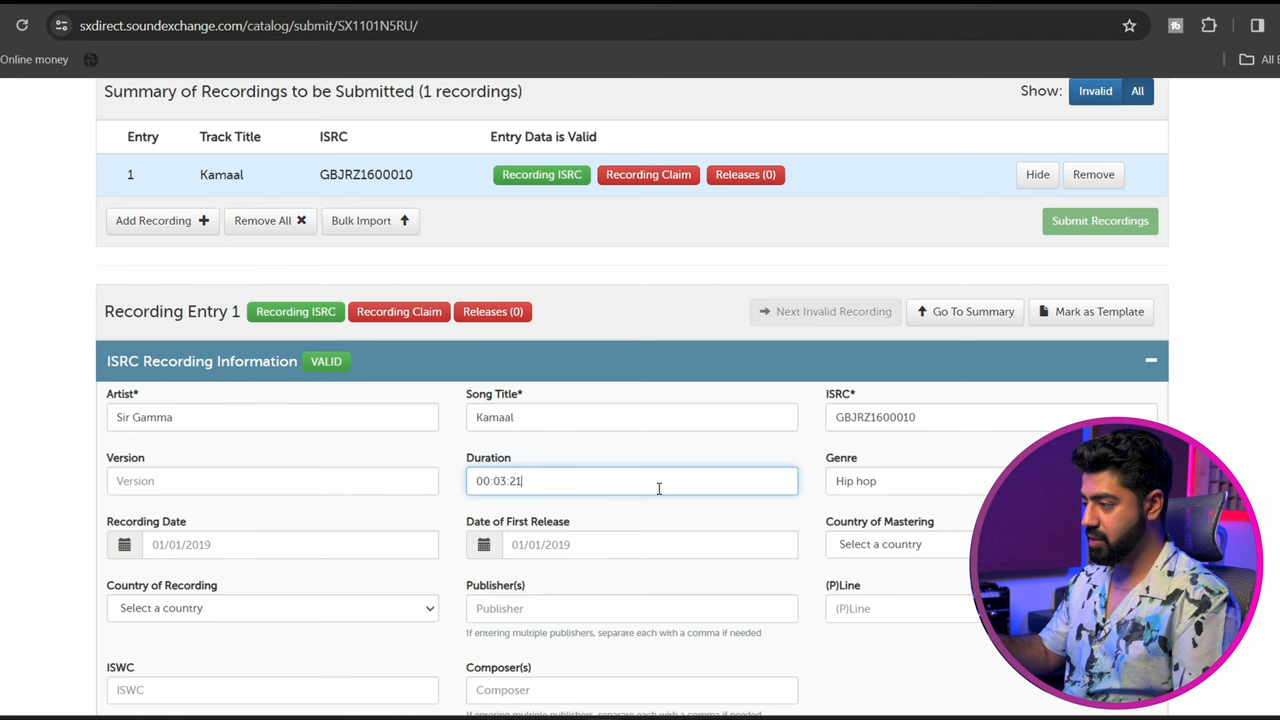 sxdirect.soundexchange.com/catalog/submit/SX1101N5RU/
Online money
All
Summary of Recordings to be Submitted (1 recordings)
Show: Invalid All
Entry Track Title ISRC Entry Data is Valid
1 Kamaal GBJRZ1600010 Recording ISRC Recording Claim Releases (0) Hide Remove
Add Recording Remove All Bulk Import Submit Recordings
Recording Entry 1 Recording ISRC Recording Claim Releases (0) Next Invalid Recording Go To Summary Mark as Template
ISRC Recording Information VALID
Artist* Song Title* ISRC*
Sir Gamma Kamaal GBJRZ1600010
Version Duration Genre
Version 00:03:21 Hip hop
Recording Date Date of First Release Country of Mastering
01/01/2019 01/01/2019 Select a country
Country of Recording Publisher(s) (P)Line
Select a country Publisher (P)Line
If entering multiple publishers, separate each with a comma if needed
ISWC Composer(s)
ISWC Composer